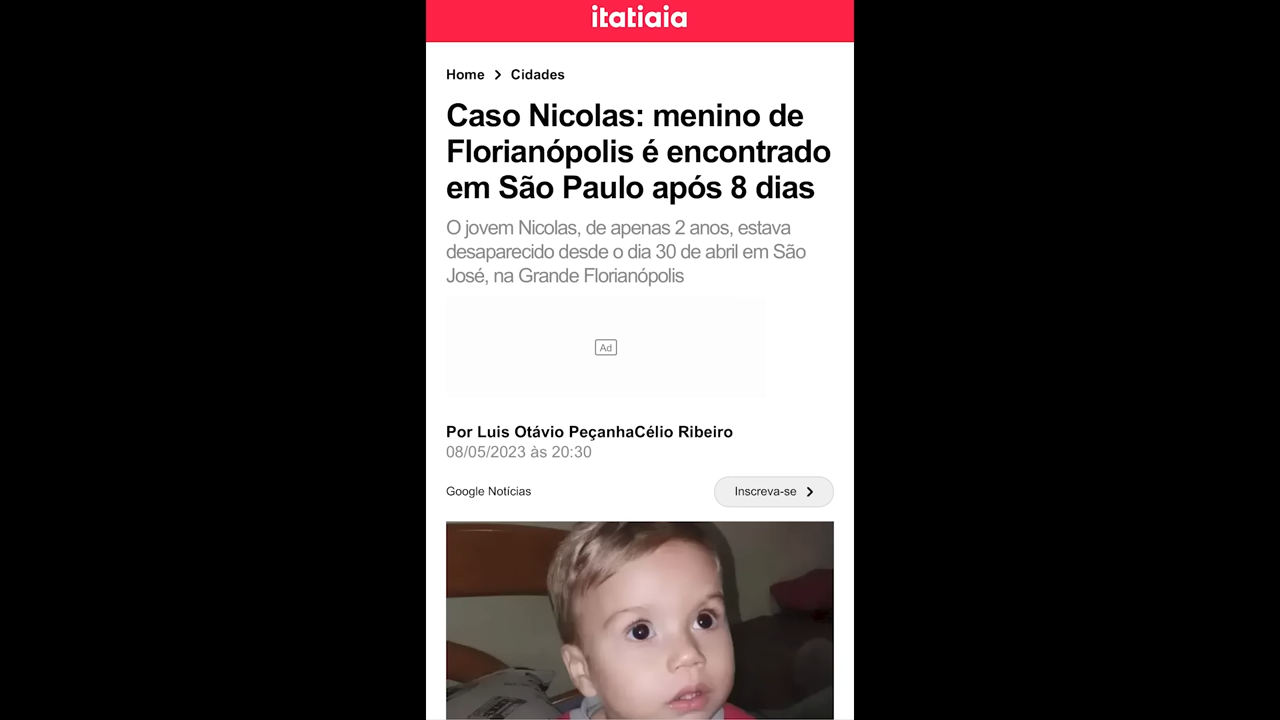 itatiaia
Home > Cidades
Caso Nicolas: menino de
Florianópolis é encontrado
em São Paulo após 8 dias
O jovem Nicolas, de apenas 2 anos, estava
desaparecido desde o dia 30 de abril em São
José, na Grande Florianópolis
Ad
Por Luis Otávio PeçanhaCélio Ribeiro
08/05/2023 às 20:30
Google Notícias
Inscreva-se >